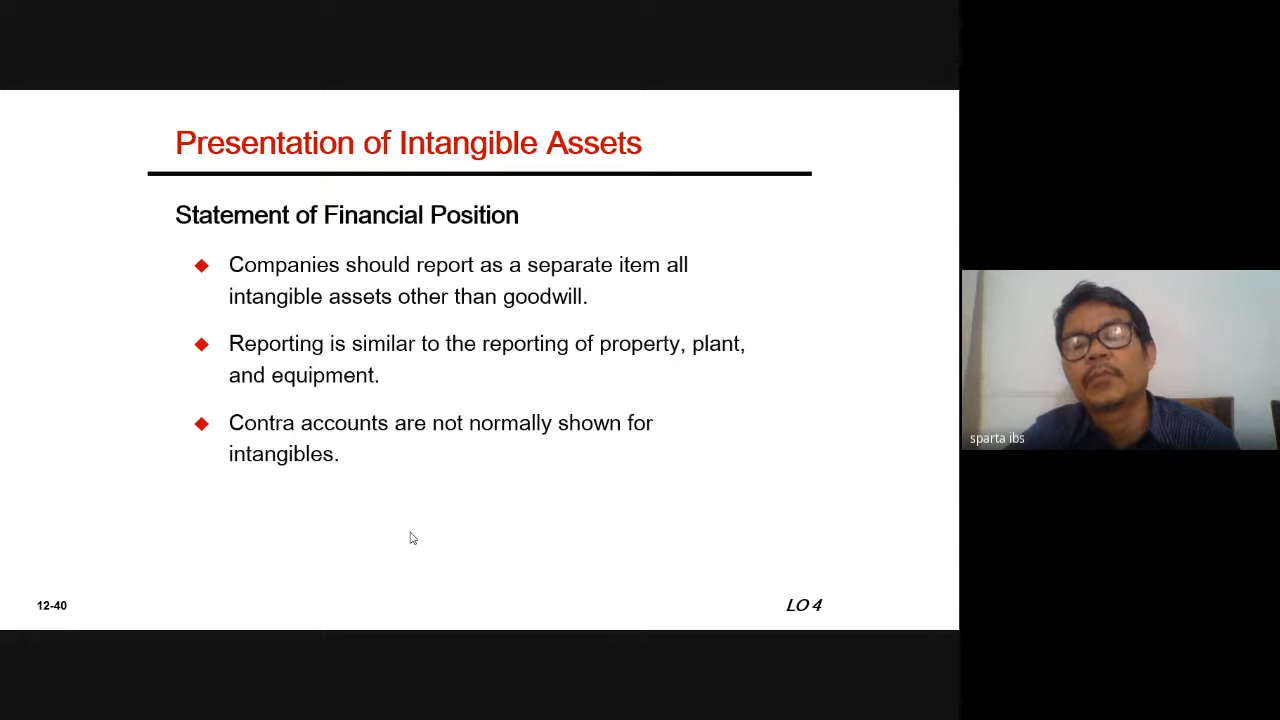 Presentation of Intangible Assets
Statement of Financial Position
Companies should report as a separate item all
intangible assets other than goodwill.
Reporting is similar to the reporting of property, plant,
and equipment.
Contra accounts are not normally shown for
intangibles.
12-40
LO 4
sparta ibs